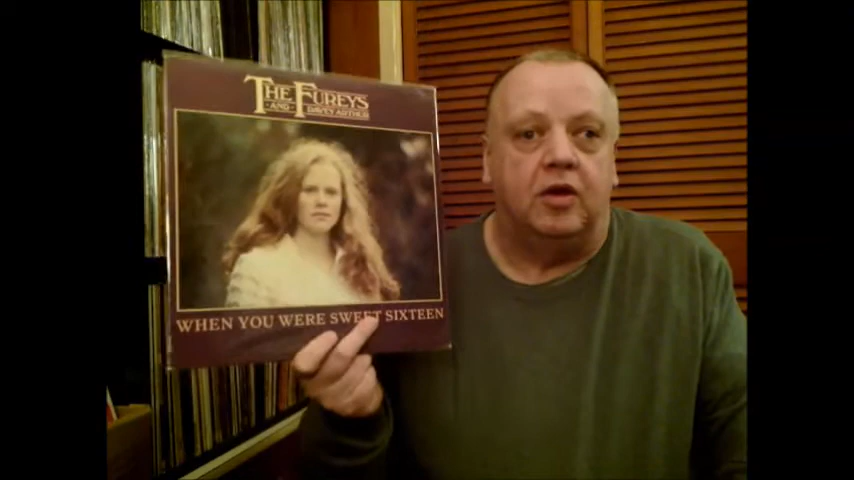 THE FUREYS
·AND· DAVEY ARTHUR
WHEN YOU WERE SWEET SIXTEEN